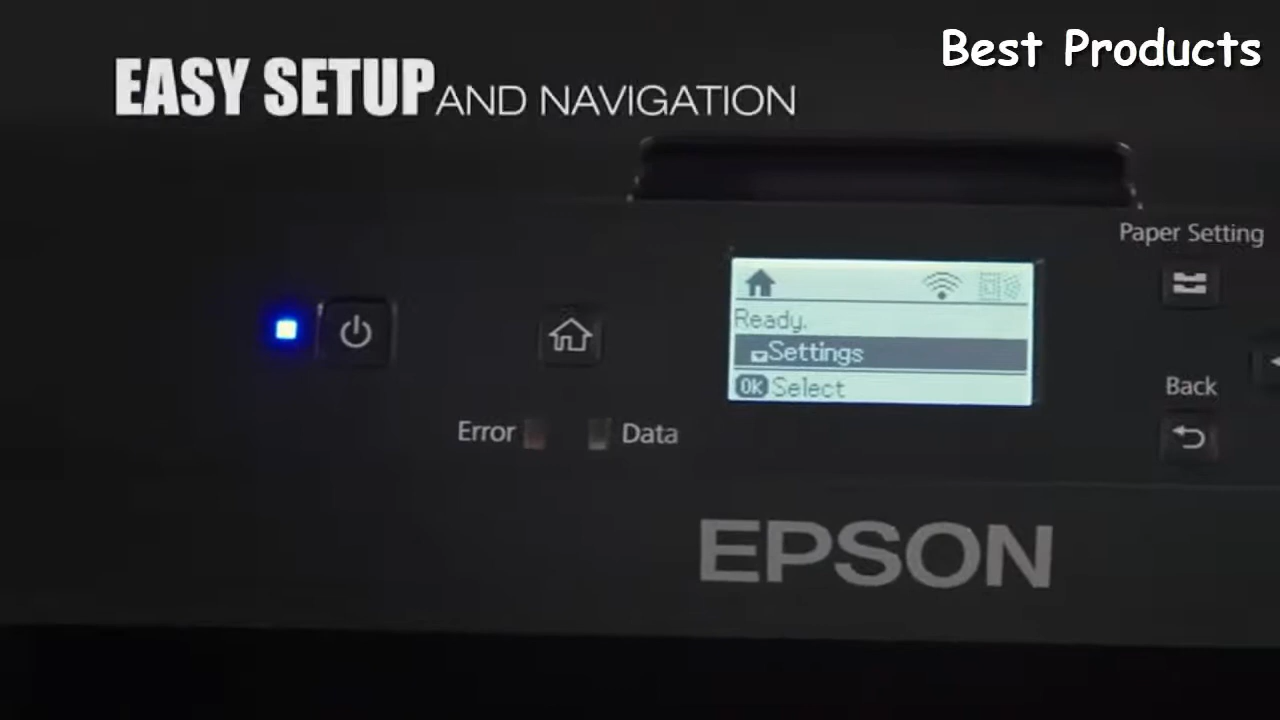 Best Products
EASY SETUP AND NAVIGATION
Paper Setting
Ready.
Settings
OK Select
Back
Error
Data
EPSON